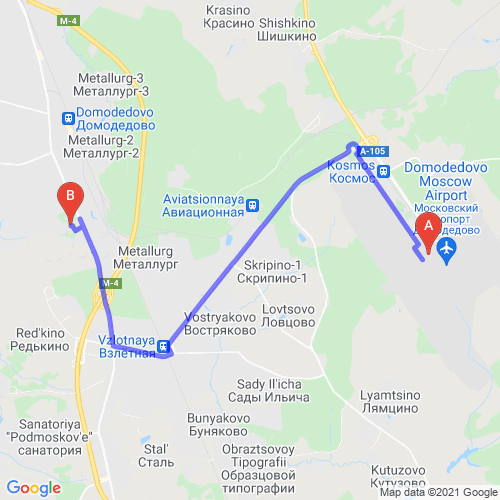 Krasino
Красино
Shishkino
Шишкино
M-4
Metallurg-3
Металлург-3
Domodedovo
Домодедово
Metallurg-2
Металлург-2
A-105
Kosmos
Космос
Domodedovo
Moscow
Airport
Московский
аэропорт
Домодедово
A
B
Aviatsionnaya
Авиационная
Metallurg
Металлург
M-4
Skripino-1
Скрипино-1
Vostryakovo
Востряково
Lovtsovo
Ловцово
Red'kino
Редькино
Vzlotnaya
Взлётная
Sady Il'icha
Сады Ильича
Lyamtsino
Лямцино
Bunyakovo
Буняково
Sanatoriya
"Podmoskov'e"
санатория
Stal'
Сталь
Obraztsovoy
Tipografii
Образцовой
типографии
Kutuzovo
Кутузово
Google
Map data ©2021 Google